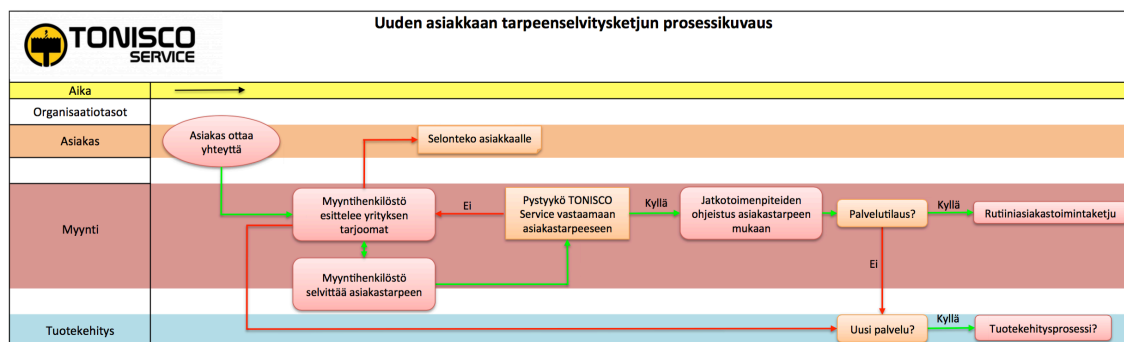 Uuden asiakkaan tarpeenselvitysketjun prosessikuvaus
TONISCO
SERVICE
Aika
Organisaatiotasot
Asiakas
Asiakas ottaa
yhteyttä
Selonteko asiakkaalle
Myynti
Myyntihenkilöstö
esittelee yrityksen
tarjoomat
Ei
Pystyykö TONISCO
Service vastaamaan
asiakastarpeeseen
Kyllä
Jatkotoimenpiteiden
ohjeistus asiakastarpeen
mukaan
Palvelutilaus?
Kyllä
Rutiiniasiakastoimintaketju
Myyntihenkilöstö
selvittää asiakastarpeen
Ei
Tuotekehitys
Uusi palvelu?
Kyllä
Tuotekehitysprosessi?